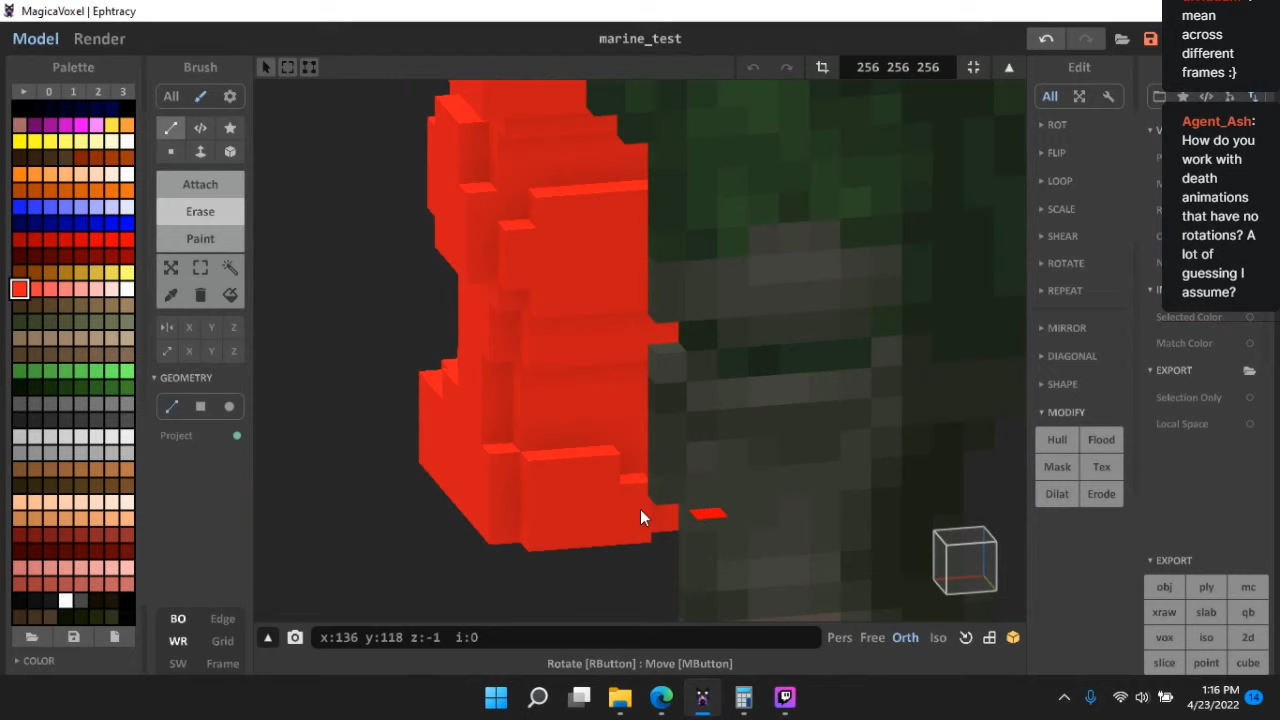 MagicaVoxel | Ephtracy
Model Render
marine_test
Palette
Brush
256 256 256
Edit
0 1 2 3
All
All
ROT
FLIP
LOOP
SCALE
SHEAR
ROTATE
REPEAT
MIRROR
DIAGONAL
SHAPE
MODIFY
Hull Flood
Mask Tex
Dilat Erode
Attach
Erase
Paint
X Y Z
X Y Z
GEOMETRY
Project
BO Edge
WR Grid
SW Frame
COLOR
x:136 y:118 z:-1 i:0
Pers Free Orth Iso
Rotate [RButton] : Move [MButton]
mean
across
different
frames :}
Agent_Ash:
How do you
work with
death
animations
that have no
rotations? A
lot of
guessing I
assume?
Selected Color
Match Color
EXPORT
Selection Only
Local Space
EXPORT
obj ply mc
xraw slab qb
vox iso 2d
slice point cube
1:16 PM
4/23/2022
14